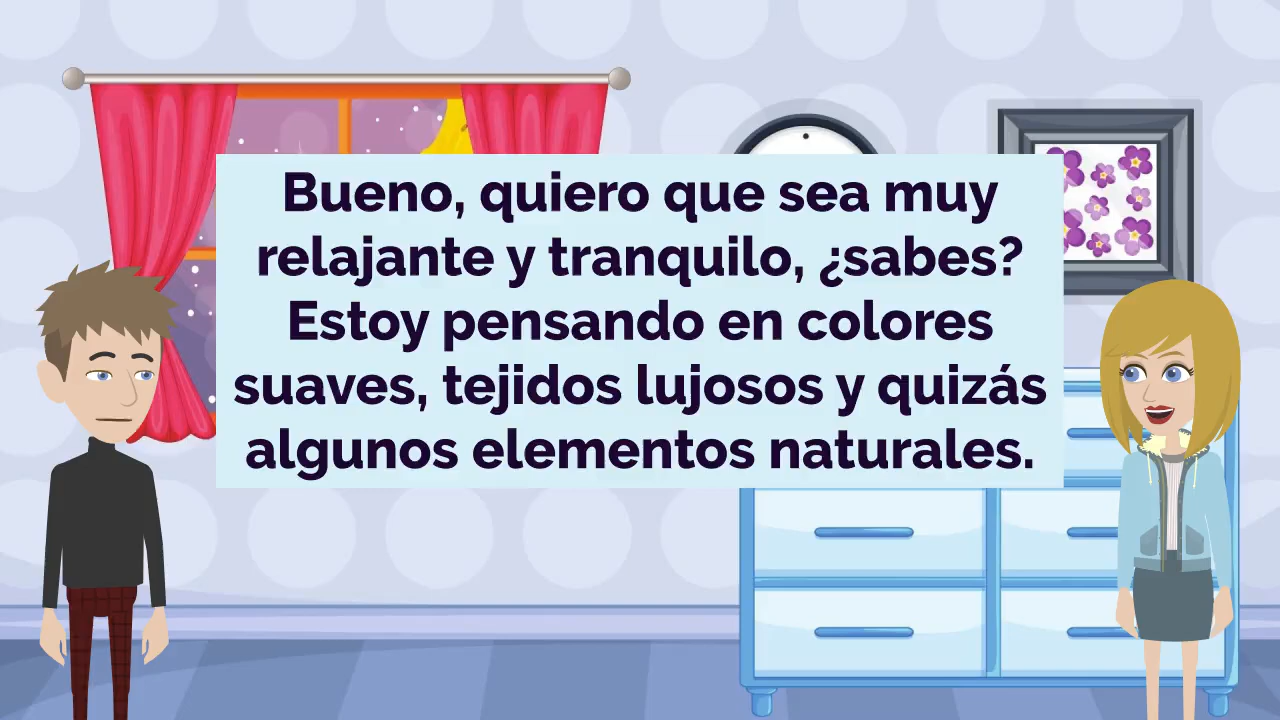 Bueno, quiero que sea muy
relajante y tranquilo, ¿sabes?
Estoy pensando en colores
suaves, tejidos lujosos y quizás
algunos elementos naturales.